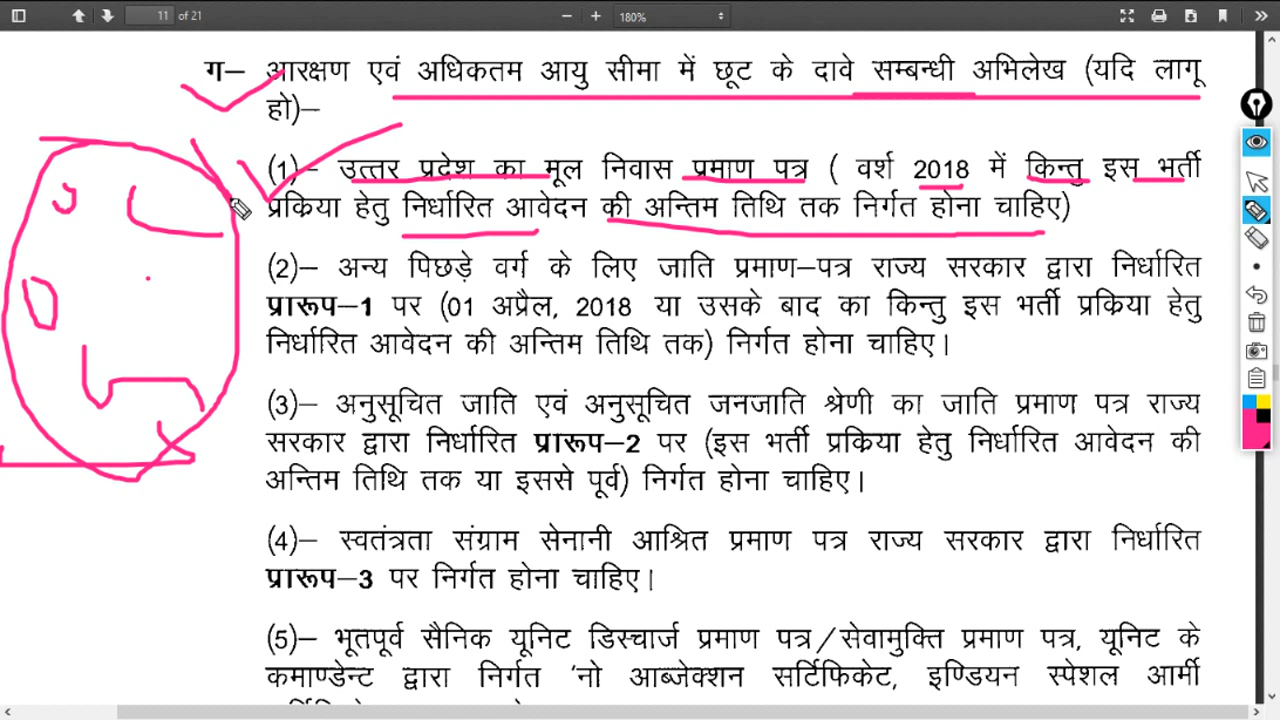 11 of 21
180%
ग– आरक्षण एवं अधिकतम आयु सीमा में छूट के दावे सम्बन्धी अभिलेख (यदि लागू
हो)–
(1)– उत्तर प्रदेश का मूल निवास प्रमाण पत्र ( वर्श 2018 में किन्तु इस भर्ती
प्रक्रिया हेतु निर्धारित आवेदन की अन्तिम तिथि तक निर्गत होना चाहिए)
(2)– अन्य पिछड़े वर्ग के लिए जाति प्रमाण–पत्र राज्य सरकार द्वारा निर्धारित
प्रारूप–1 पर (01 अप्रैल, 2018 या उसके बाद का किन्तु इस भर्ती प्रक्रिया हेतु
निर्धारित आवेदन की अन्तिम तिथि तक) निर्गत होना चाहिए।
(3)– अनुसूचित जाति एवं अनुसूचित जनजाति श्रेणी का जाति प्रमाण पत्र राज्य
सरकार द्वारा निर्धारित प्रारूप–2 पर (इस भर्ती प्रक्रिया हेतु निर्धारित आवेदन की
अन्तिम तिथि तक या इससे पूर्व) निर्गत होना चाहिए।
(4)– स्वतंत्रता संग्राम सेनानी आश्रित प्रमाण पत्र राज्य सरकार द्वारा निर्धारित
प्रारूप–3 पर निर्गत होना चाहिए।
(5)– भूतपूर्व सैनिक यूनिट डिस्चार्ज प्रमाण पत्र/सेवामुक्ति प्रमाण पत्र, यूनिट के
कमाण्डेन्ट द्वारा निर्गत 'नो आब्जेक्शन सर्टिफिकेट, इण्डियन स्पेशल आर्मी